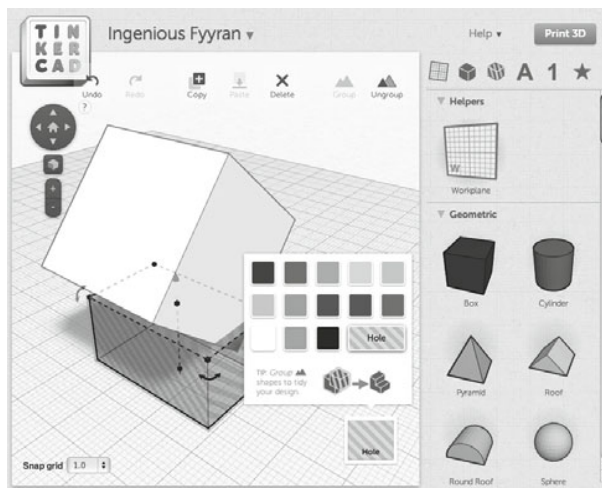 TIN
KER
CAD
Ingenious Fyyran
Help
Print 3D
Undo
Redo
Copy
Paste
Delete
Group
Ungroup
?
A 1
Helpers
W
Workplane
Geometric
Box
Cylinder
Pyramid
Roof
Round Roof
Sphere
+
-
Hole
TIP: Group
shapes to tidy
your design.
Hole
Snap grid 1.0